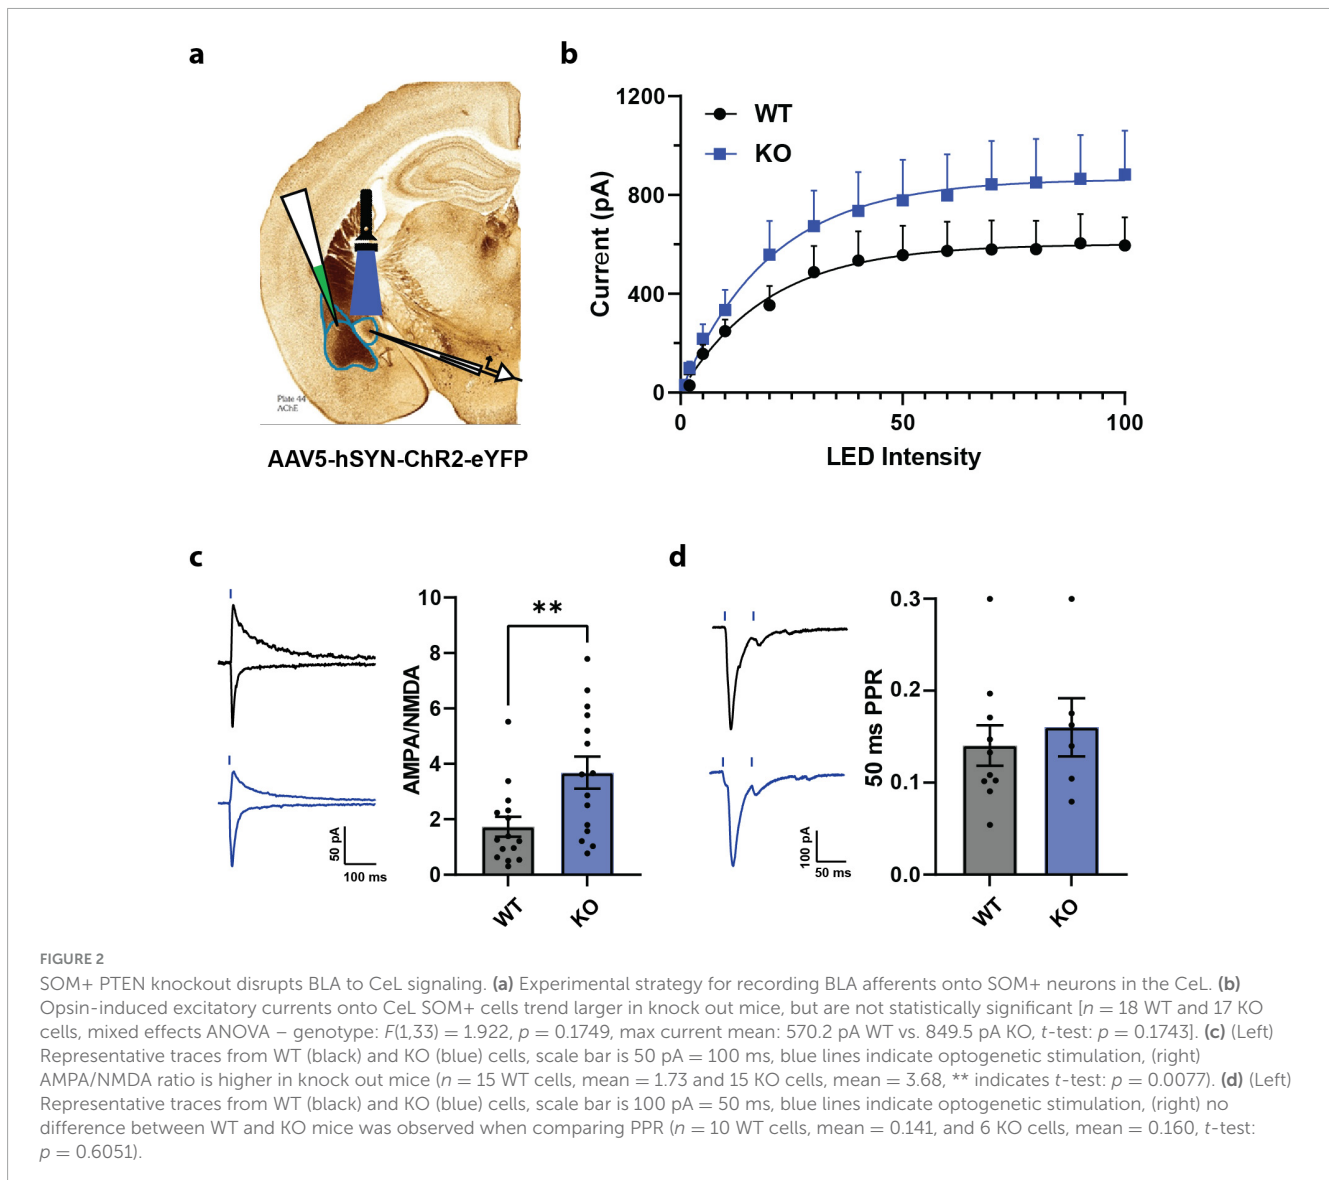 a
Plate 44
AChE
AAV5-hSYN-ChR2-eYFP
b
1200
800
400
0
Current (pA)
WT
KO
0
50
100
LED Intensity
c
50 pA
100 ms
10
8
6
4
2
0
AMPA/NMDA
**
WT
KO
d
100 pA
50 ms
0.3
0.2
0.1
0.0
50 ms PPR
WT
KO
FIGURE 2
SOM+ PTEN knockout disrupts BLA to CeL signaling. (a) Experimental strategy for recording BLA afferents onto SOM+ neurons in the CeL. (b)
Opsin-induced excitatory currents onto CeL SOM+ cells trend larger in knock out mice, but are not statistically significant [n = 18 WT and 17 KO
cells, mixed effects ANOVA – genotype: F(1,33) = 1.922, p = 0.1749, max current mean: 570.2 pA WT vs. 849.5 pA KO, t-test: p = 0.1743]. (c) (Left)
Representative traces from WT (black) and KO (blue) cells, scale bar is 50 pA = 100 ms, blue lines indicate optogenetic stimulation, (right)
AMPA/NMDA ratio is higher in knock out mice (n = 15 WT cells, mean = 1.73 and 15 KO cells, mean = 3.68, ** indicates t-test: p = 0.0077). (d) (Left)
Representative traces from WT (black) and KO (blue) cells, scale bar is 100 pA = 50 ms, blue lines indicate optogenetic stimulation, (right) no
difference between WT and KO mice was observed when comparing PPR (n = 10 WT cells, mean = 0.141, and 6 KO cells, mean = 0.160, t-test:
p = 0.6051).